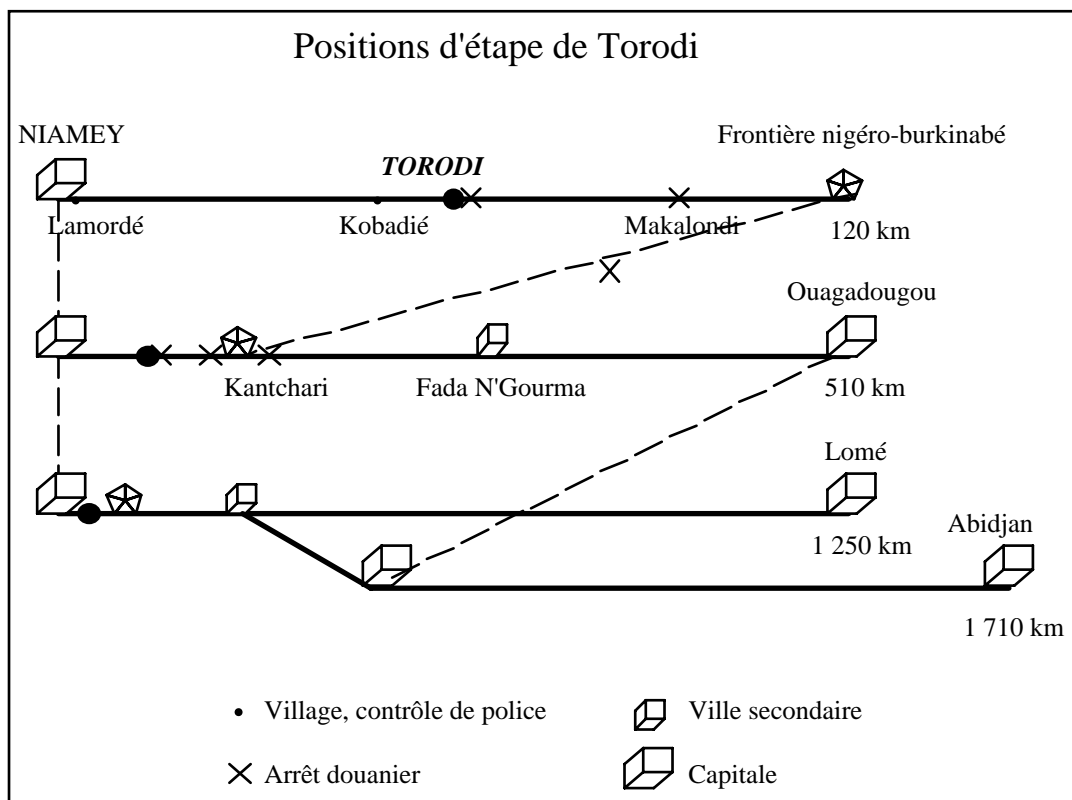 Positions d'étape de Torodi
NIAMEY
Frontière nigéro-burkinabé
TORODI
Lamordé
Kobadié
Makalondi
120 km
Ouagadougou
Kantchari
Fada N'Gourma
510 km
Lomé
1 250 km
Abidjan
1 710 km
Village, contrôle de police
Ville secondaire
Arrêt douanier
Capitale